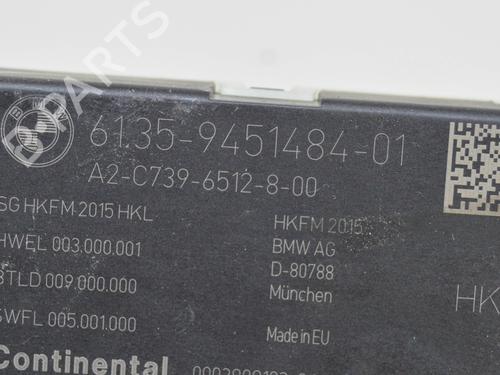 BMW
6135-9451484-01
A2-C739-6512-8-00
SG HKFM 2015 HKL
HWEL 003.000.001
BTLD 009.000.000
SWFL 005.001.000
HKFM 2015
BMW AG
D-80788
München
Made in EU
HK
Continental
B-PARTS